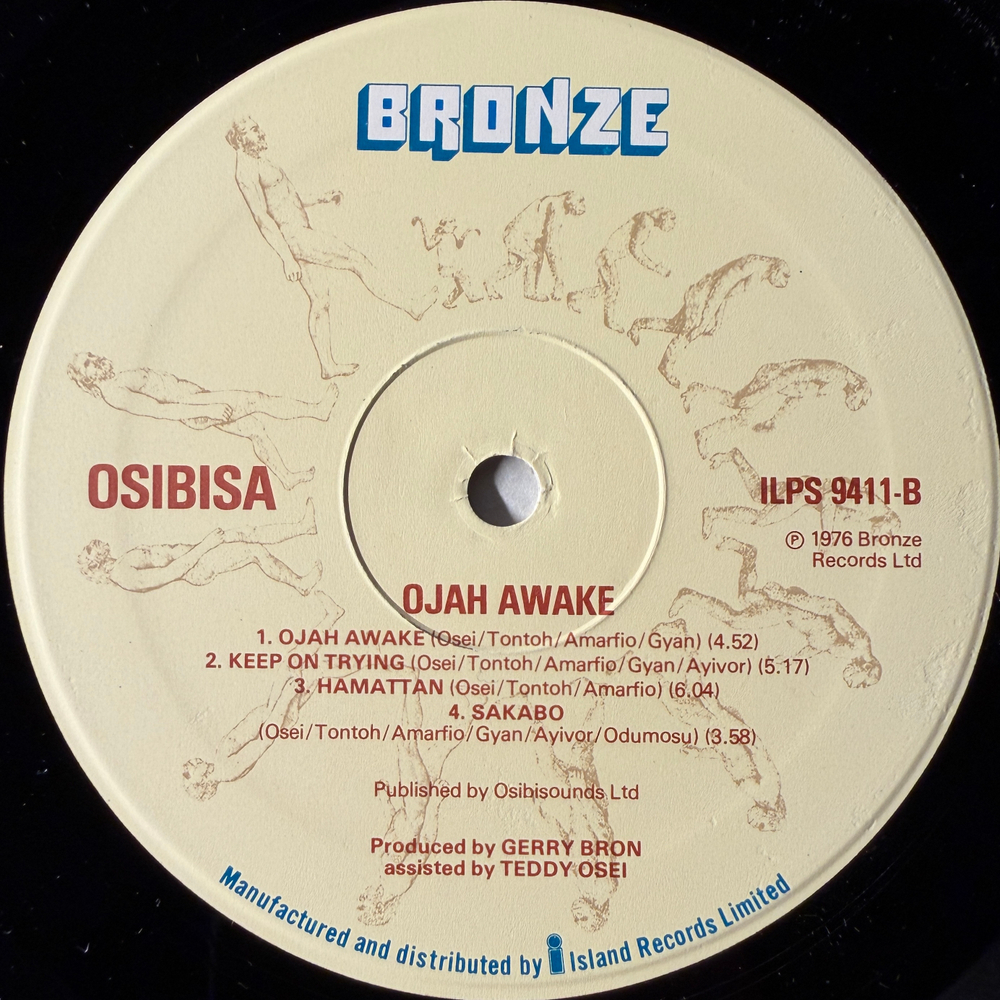 BRONZE
OSIBISA
ILPS 9411-B
℗ 1976 Bronze
Records Ltd
OJAH AWAKE
1. OJAH AWAKE (Osei/Tontoh/Amarfio/Gyan) (4.52)
2. KEEP ON TRYING (Osei/Tontoh/Amarfio/Gyan/Ayivor) (5.17)
3. HAMATTAN (Osei/Tontoh/Amarfio) (6.04)
4. SAKABO
(Osei/Tontoh/Amarfio/Gyan/Ayivor/Odumosu) (3.58)
Published by Osibisounds Ltd
Produced by GERRY BRON
assisted by TEDDY OSEI
Manufactured and distributed by i Island Records Limited